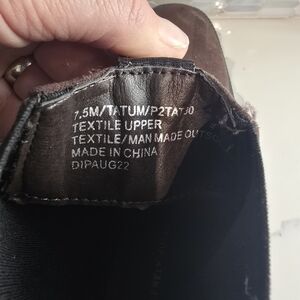 7.5M/TATUM/P2TAT30
TEXTILE UPPER
TEXTILE/MAN MADE
MADE IN CHINA
DIPAUG22